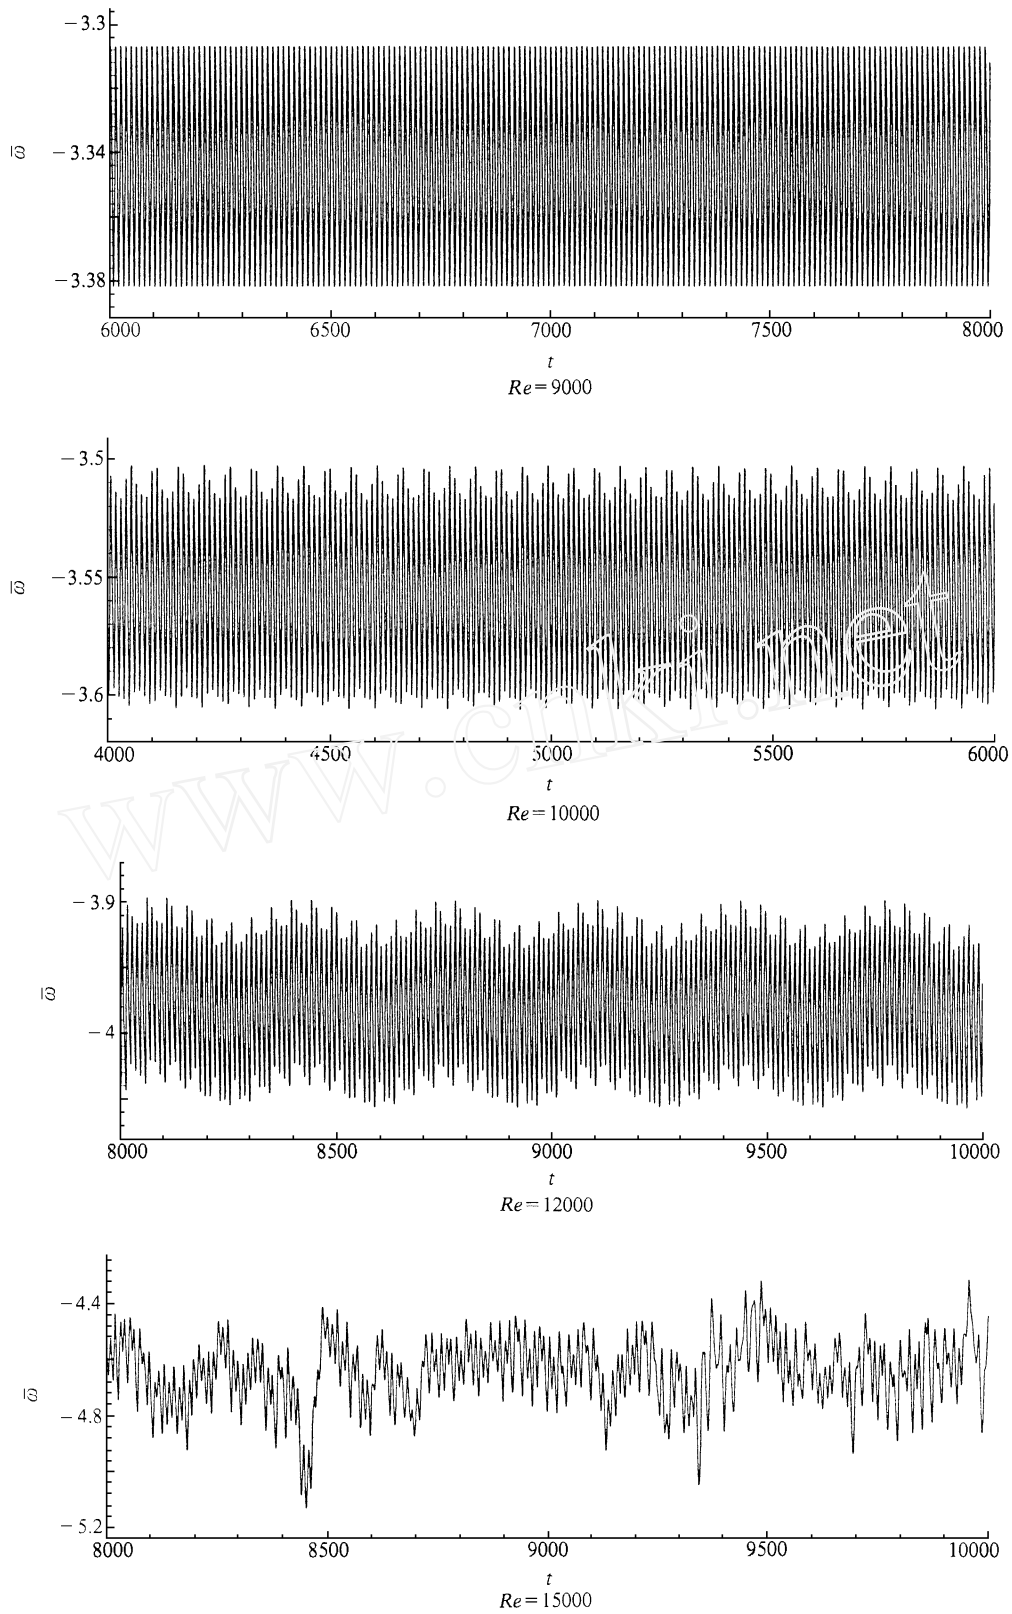 −3.3
−3.34
−3.38
ω̅
6000 6500 7000 7500 8000
t
Re=9000
−3.5
−3.55
−3.6
ω̅
4000 4500 5000 5500 6000
t
Re=10000
www.cnki.net
−3.9
−4
ω̅
8000 8500 9000 9500 10000
t
Re=12000
−4.4
−4.8
−5.2
ω̅
8000 8500 9000 9500 10000
t
Re=15000